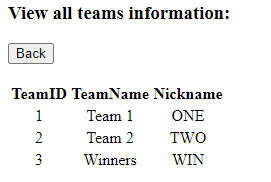 View all teams information:
Back
TeamID TeamName Nickname
1 Team 1 ONE
2 Team 2 TWO
3 Winners WIN